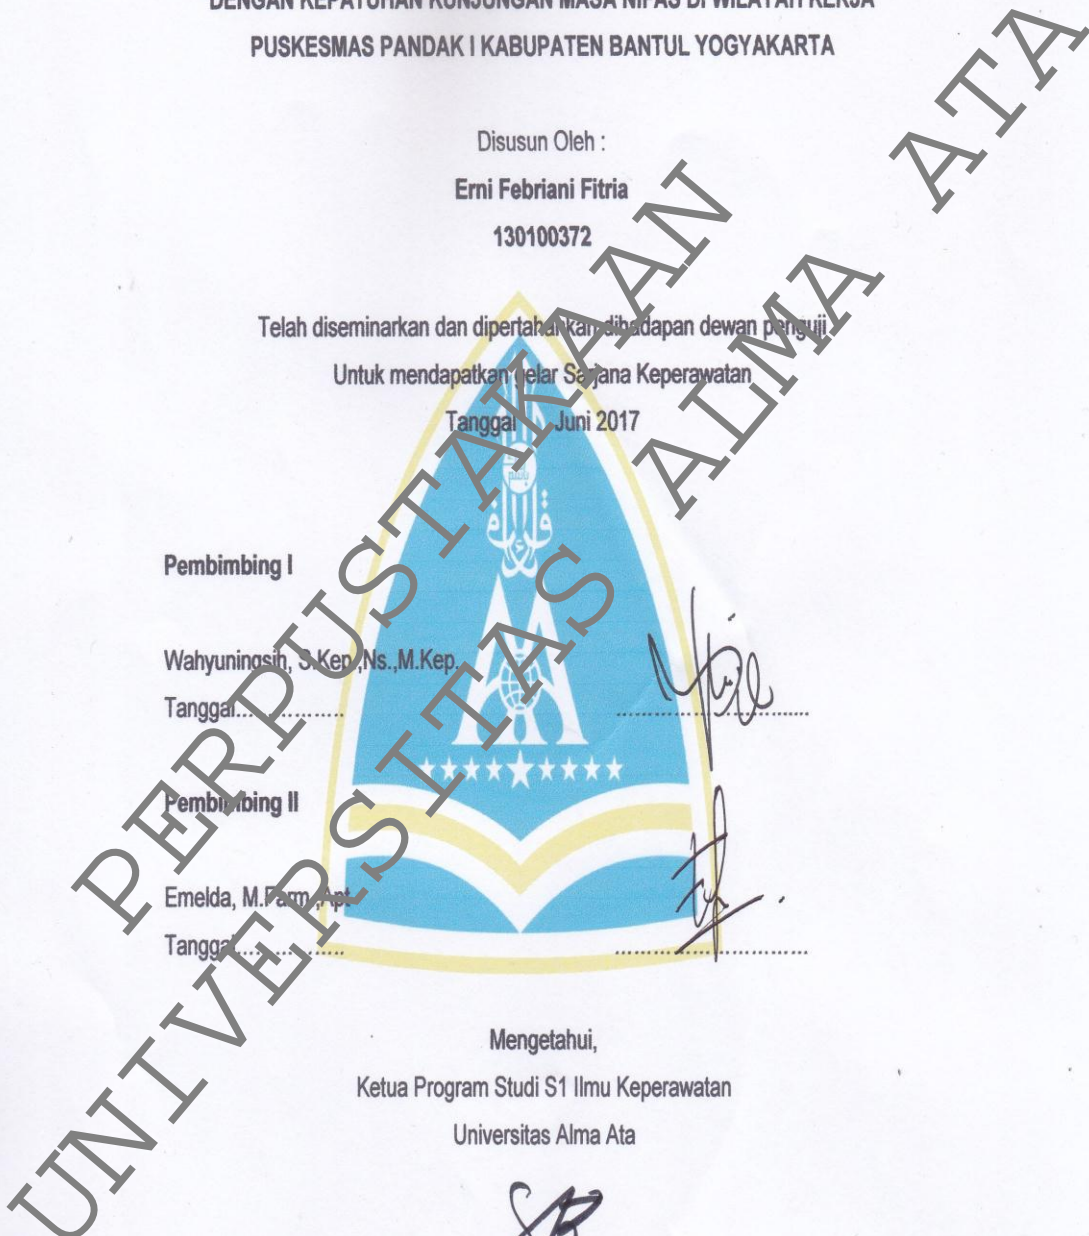 DENGAN KEPATUHAN KUNJUNGAN MASA NIFAS DI WILAYAH KERJA
PUSKESMAS PANDAK I KABUPATEN BANTUL YOGYAKARTA
Disusun Oleh :
Erni Febriani Fitria
130100372
Telah diseminarkan dan dipertahankan dihadapan dewan penguji
Untuk mendapatkan gelar Sarjana Keperawatan
Tanggal Juni 2017
Pembimbing I
Wahyuningsih, S.Kep.,Ns.,M.Kep.
Tanggal.................
..............................
Pembimbing II
Emelda, M.Farm.,Apt.
Tanggal.................
..............................
Mengetahui,
Ketua Program Studi S1 Ilmu Keperawatan
Universitas Alma Ata
PERPUSTAKAAN
UNIVERSITAS ALMA ATA